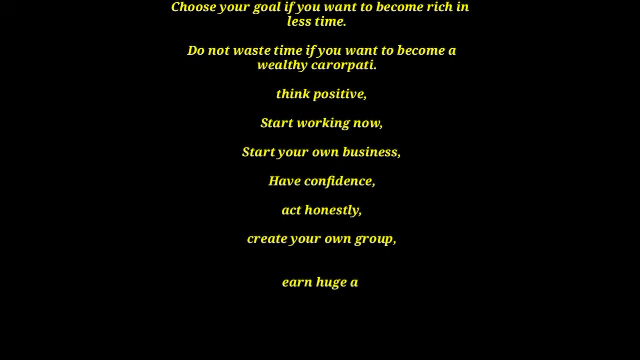 Choose your goal if you want to become rich in
less time.
Do not waste time if you want to become a
wealthy carorpati.
think positive,
Start working now,
Start your own business,
Have confidence,
act honestly,
create your own group,
earn huge a